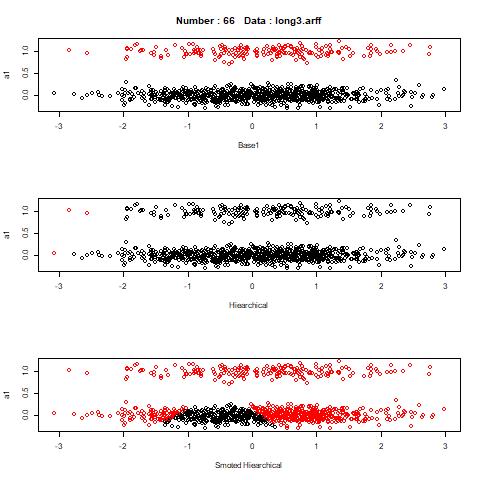 Number : 66 Data : long3.arff
a1
0.0 0.5 1.0
-3 -2 -1 0 1 2 3
Base1
a1
0.0 0.5 1.0
-3 -2 -1 0 1 2 3
Hiearchical
a1
0.0 0.5 1.0
-3 -2 -1 0 1 2 3
Smoted Hiearchical